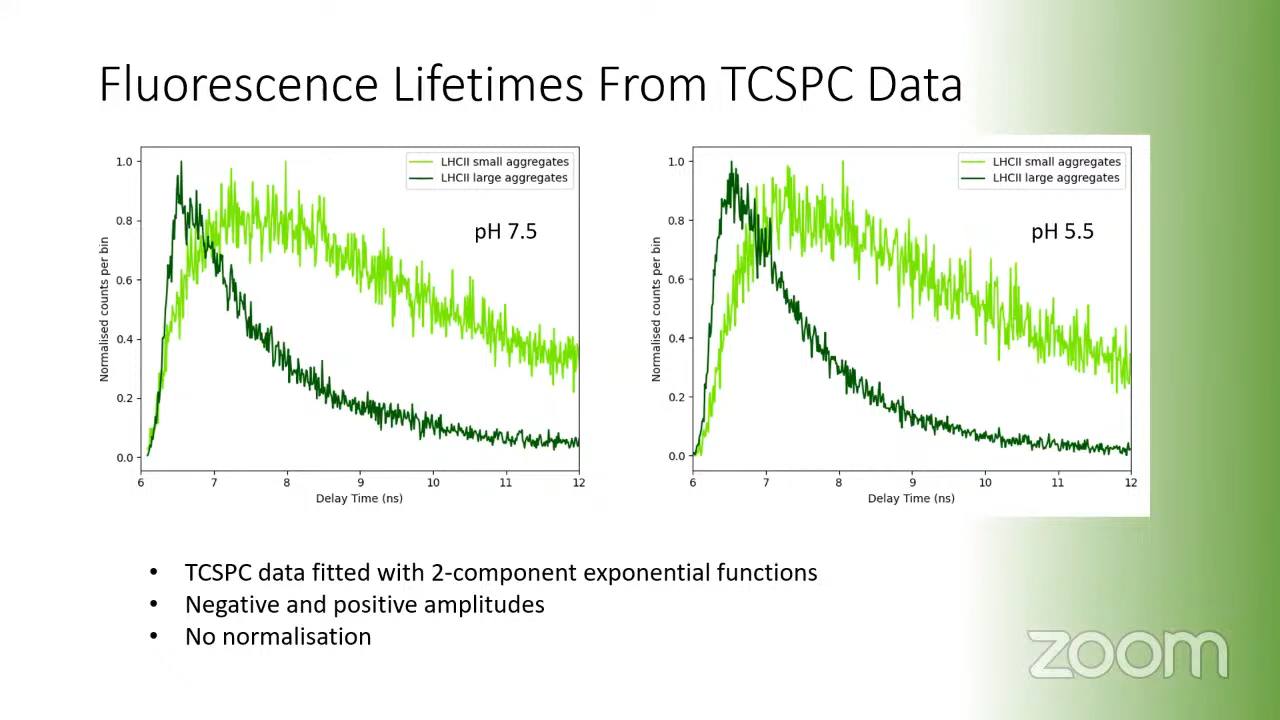 Fluorescence Lifetimes From TCSPC Data
1.0
0.8
0.6
0.4
0.2
0.0
Normalised counts per bin
LHCII small aggregates
LHCII large aggregates
pH 7.5
6 7 8 9 10 11 12
Delay Time (ns)
1.0
0.8
0.6
0.4
0.2
0.0
Normalised counts per bin
LHCII small aggregates
LHCII large aggregates
pH 5.5
6 7 8 9 10 11 12
Delay Time (ns)
• TCSPC data fitted with 2-component exponential functions
• Negative and positive amplitudes
• No normalisation
zoom